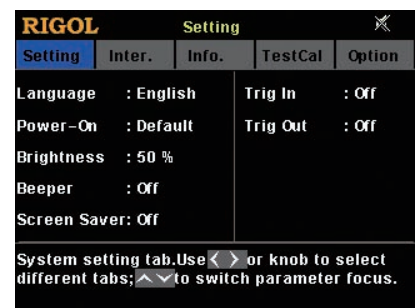 RIGOL Setting
Setting Inter. Info. TestCal Option
Language : English Trig In : Off
Power-On : Default Trig Out : Off
Brightness : 50 %
Beeper : Off
Screen Saver: Off
System setting tab.Use < > or knob to select
different tabs; to switch parameter focus.